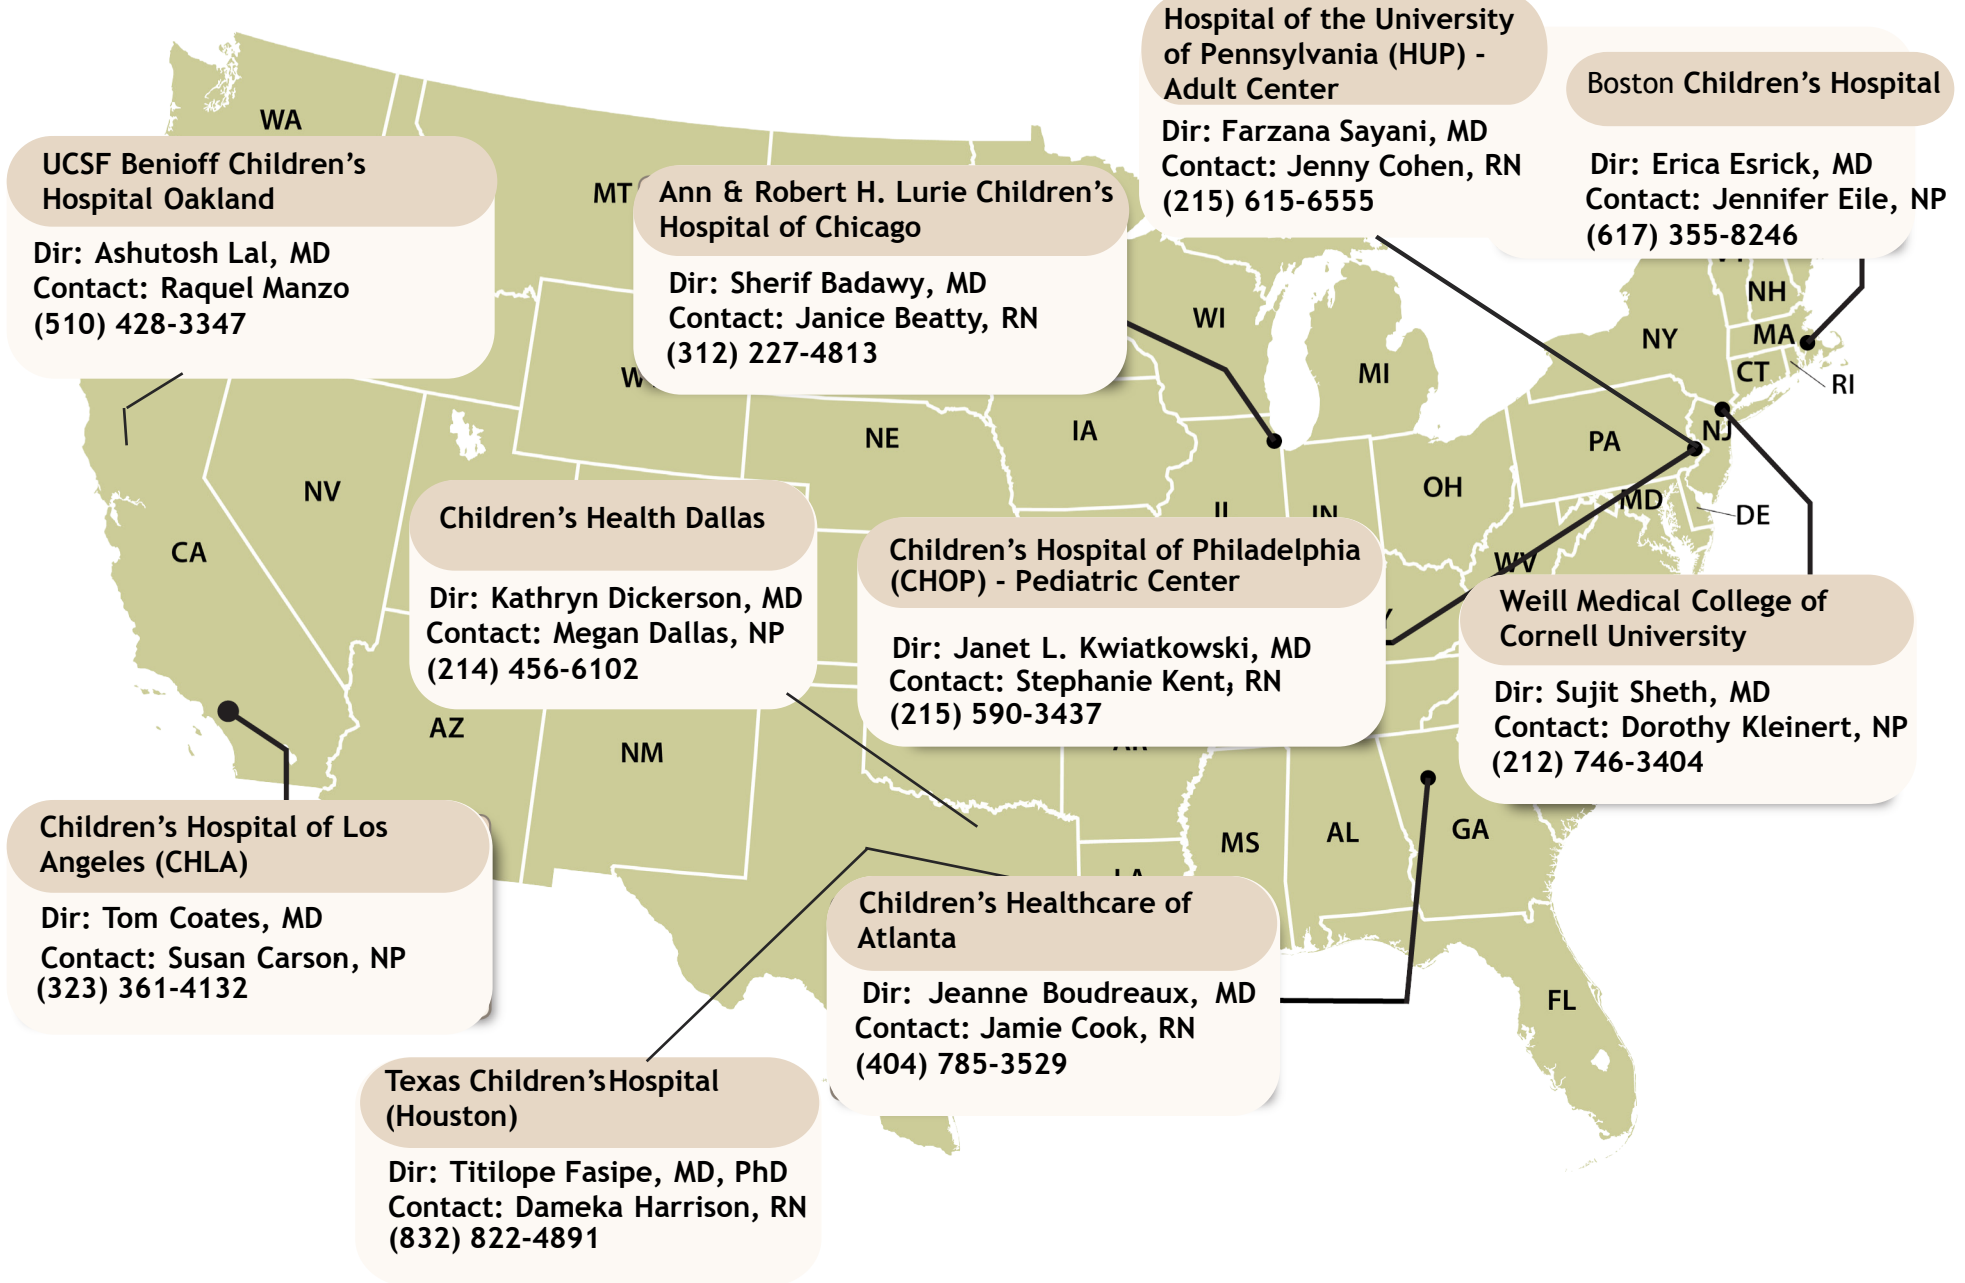 Hospital of the University
of Pennsylvania (HUP) -
Adult Center
Dir: Farzana Sayani, MD
Contact: Jenny Cohen, RN
(215) 615-6555
Boston Children’s Hospital
Dir: Erica Esrick, MD
Contact: Jennifer Eile, NP
(617) 355-8246
WA
UCSF Benioff Children’s
Hospital Oakland
Dir: Ashutosh Lal, MD
Contact: Raquel Manzo
(510) 428-3347
MT
Ann & Robert H. Lurie Children’s
Hospital of Chicago
Dir: Sherif Badawy, MD
Contact: Janice Beatty, RN
(312) 227-4813
WI
MI
NH
NY
MA
CT
RI
NE
IA
PA
NJ
NV
OH
MD
DE
IL
IN
CA
WV
Children’s Health Dallas
Dir: Kathryn Dickerson, MD
Contact: Megan Dallas, NP
(214) 456-6102
Children’s Hospital of Philadelphia
(CHOP) - Pediatric Center
Dir: Janet L. Kwiatkowski, MD
Contact: Stephanie Kent, RN
(215) 590-3437
Weill Medical College of
Cornell University
Dir: Sujit Sheth, MD
Contact: Dorothy Kleinert, NP
(212) 746-3404
AZ
NM
AR
MS
AL
GA
LA
Children’s Hospital of Los
Angeles (CHLA)
Dir: Tom Coates, MD
Contact: Susan Carson, NP
(323) 361-4132
Children’s Healthcare of
Atlanta
Dir: Jeanne Boudreaux, MD
Contact: Jamie Cook, RN
(404) 785-3529
FL
Texas Children’s Hospital
(Houston)
Dir: Titilope Fasipe, MD, PhD
Contact: Dameka Harrison, RN
(832) 822-4891